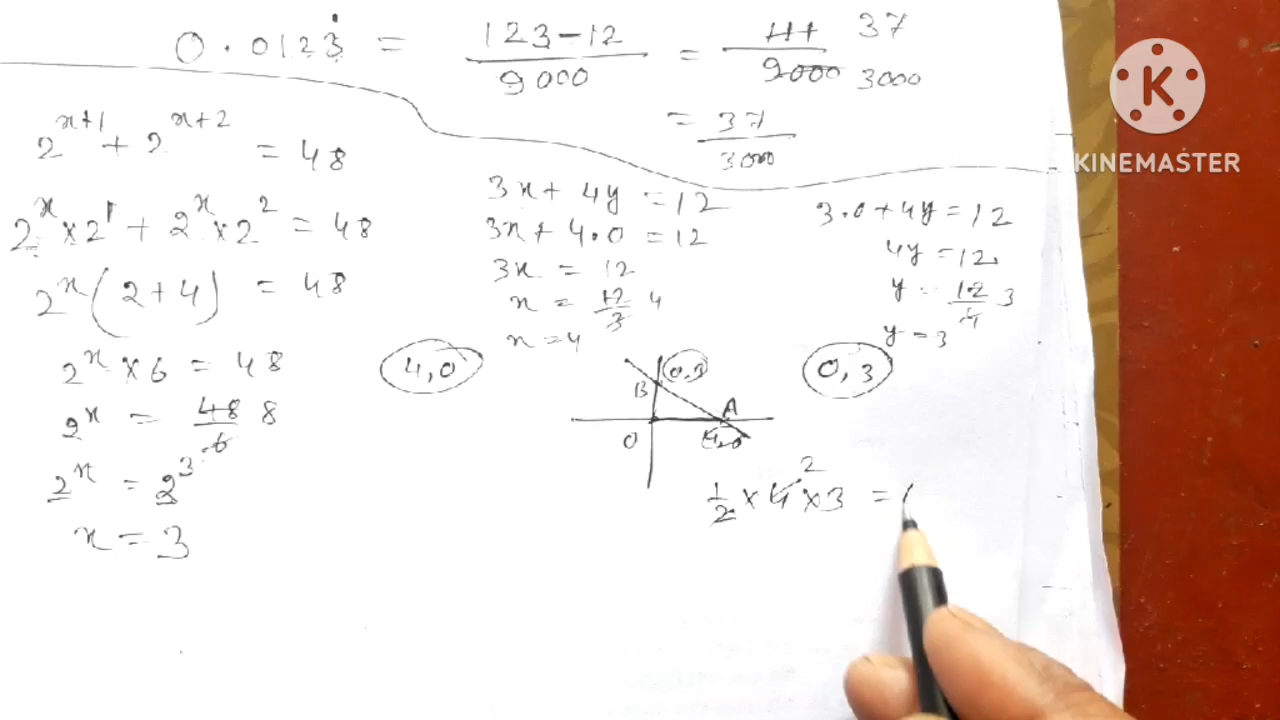 0.0123̇ = 123-12 / 9000 = 111 / 9000 37 / 3000
= 37 / 3000
2^(x+1) + 2^(x+2) = 48
2^x × 2^1 + 2^x × 2^2 = 48
2^x (2 + 4) = 48
2^x × 6 = 48
2^x = 48 / 6 8
2^x = 2^3
x = 3
3x + 4y = 12
3x + 4.0 = 12
3x = 12
x = 12 / 3 4
x = 4
4,0
3.0 + 4y = 12
4y = 12
y = 12 / 4 3
y = 3
0,3
B 0,3
A
O 4,0
1/2 × 4 2 × 3 =
K
KINEMASTER